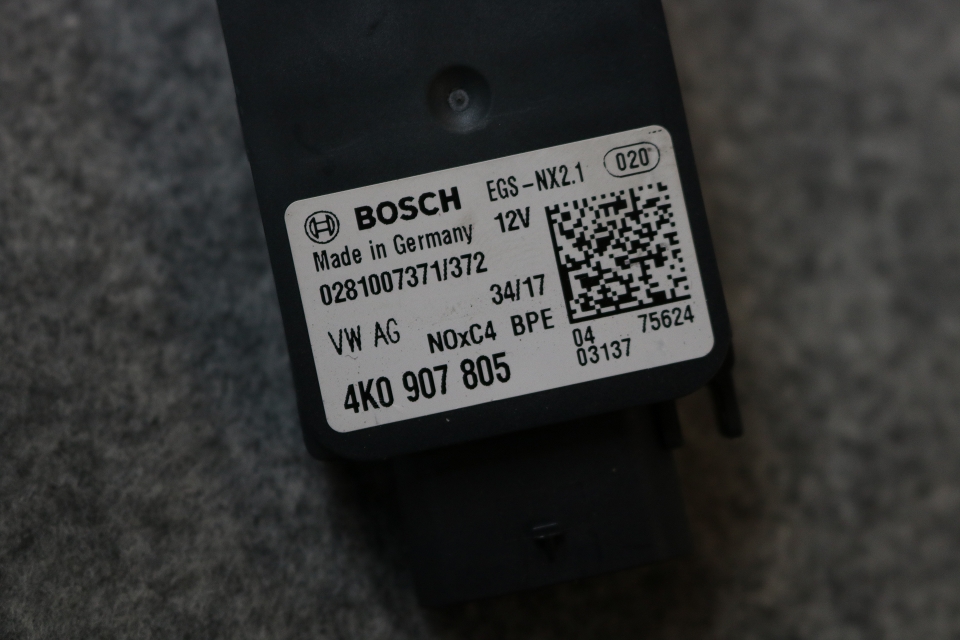 BOSCH EGS-NX2.1 020
Made in Germany 12V
0281007371/372
34/17
VW AG NOxC4 BPE 04 75624
4K0 907 805 03137